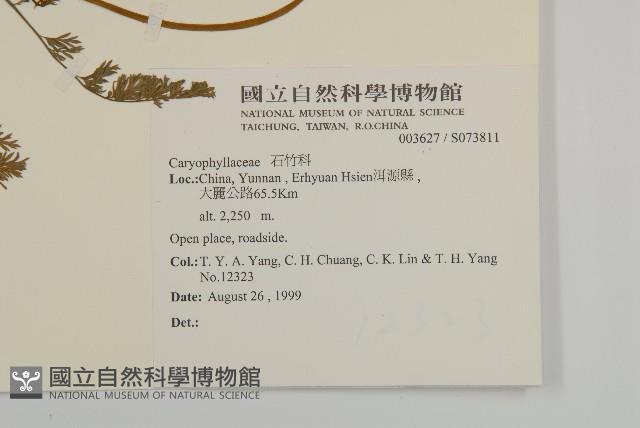 國立自然科學博物館
NATIONAL MUSEUM OF NATURAL SCIENCE
TAICHUNG, TAIWAN, R.O.CHINA
003627 / S073811
Caryophyllaceae 石竹科
Loc.:China, Yunnan , Erhyuan Hsien洱源縣 ,
大麗公路65.5Km
alt. 2,250 m.
Open place, roadside.
Col.: T. Y. A. Yang, C. H. Chuang, C. K. Lin & T. H. Yang
No.12323
Date: August 26 , 1999
Det.:
12323
國立自然科學博物館
NATIONAL MUSEUM OF NATURAL SCIENCE